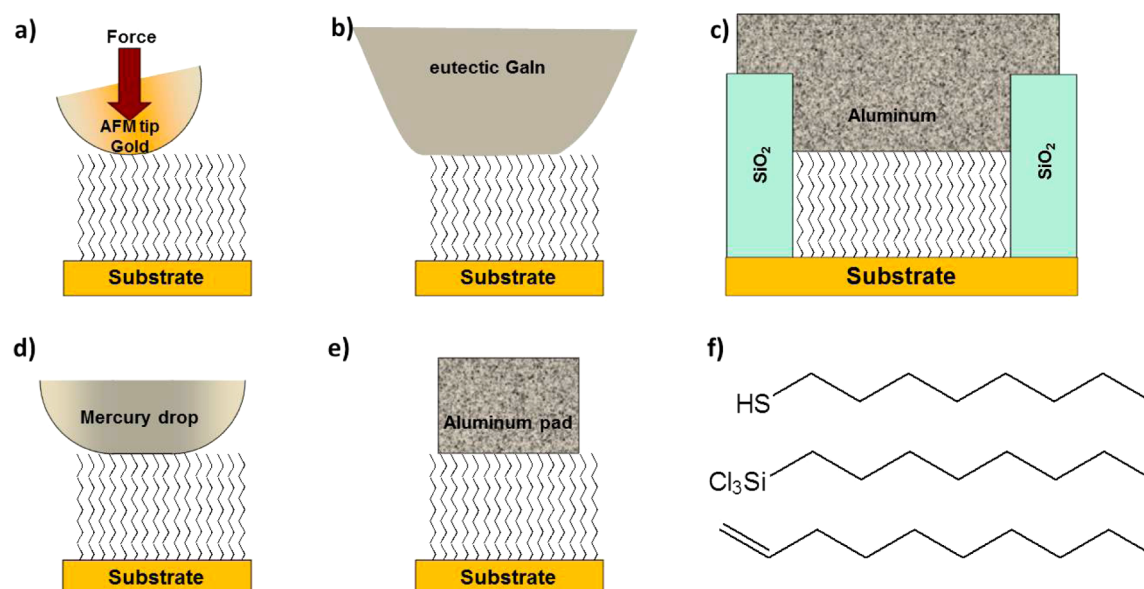 a)
Force
AFM tip
Gold
Substrate
b)
eutectic GaIn
Substrate
c)
Aluminum
SiO₂
SiO₂
Substrate
d)
Mercury drop
Substrate
e)
Aluminum pad
Substrate
f)
HS
Cl₃Si